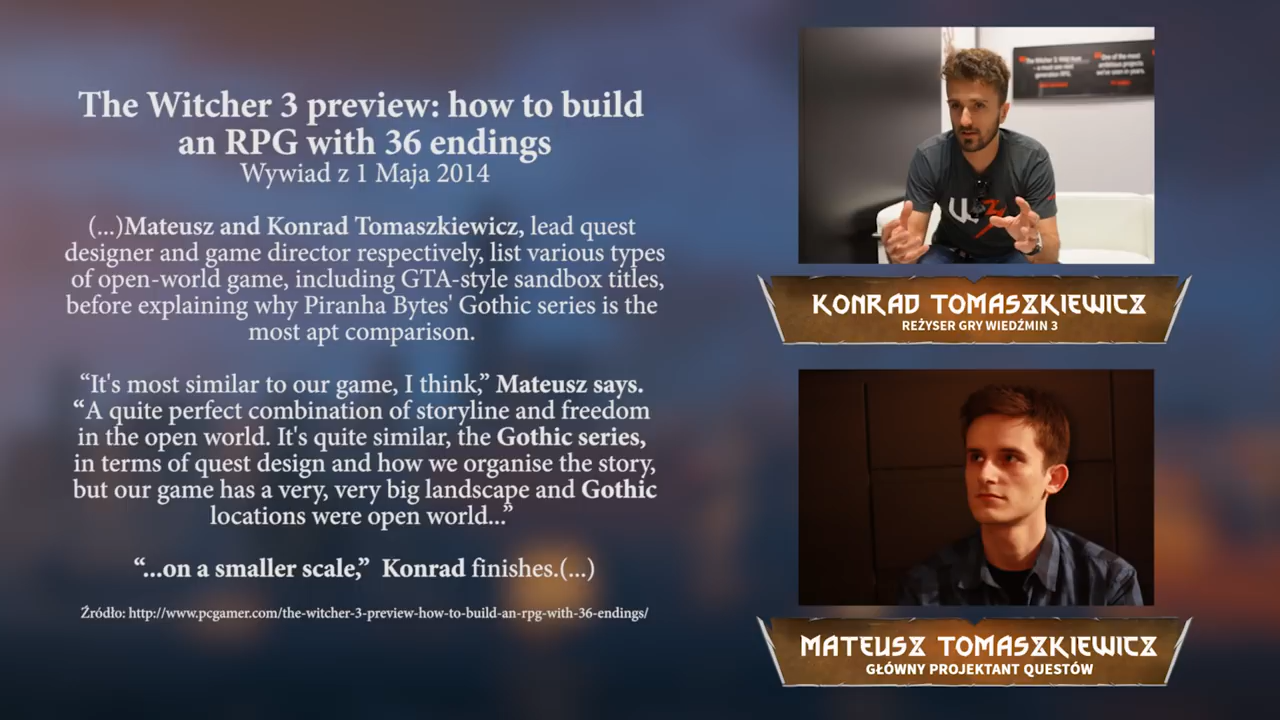 The Witcher 3 preview: how to build
an RPG with 36 endings
Wywiad z 1 Maja 2014
(...)Mateusz and Konrad Tomaszkiewicz, lead quest
designer and game director respectively, list various types
of open-world game, including GTA-style sandbox titles,
before explaining why Piranha Bytes' Gothic series is the
most apt comparison.
“It's most similar to our game, I think,” Mateusz says.
“A quite perfect combination of storyline and freedom
in the open world. It's quite similar, the Gothic series,
in terms of quest design and how we organise the story,
but our game has a very, very big landscape and Gothic
locations were open world...”
“...on a smaller scale,” Konrad finishes.(...)
Źródło: http://www.pcgamer.com/the-witcher-3-preview-how-to-build-an-rpg-with-36-endings/
KONRAD TOMASZKIEWICZ
REŻYSER GRY WIEDŹMIN 3
MATEUSZ TOMASZKIEWICZ
GŁÓWNY PROJEKTANT QUESTÓW